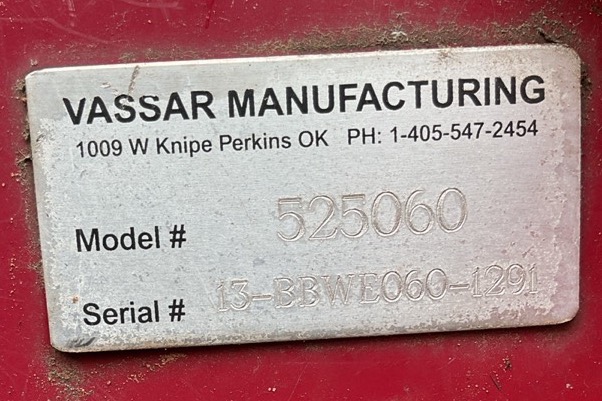 VASSAR MANUFACTURING
1009 W Knipe Perkins OK PH: 1-405-547-2454
Model # 525060
Serial # 13-BBWE060-1291